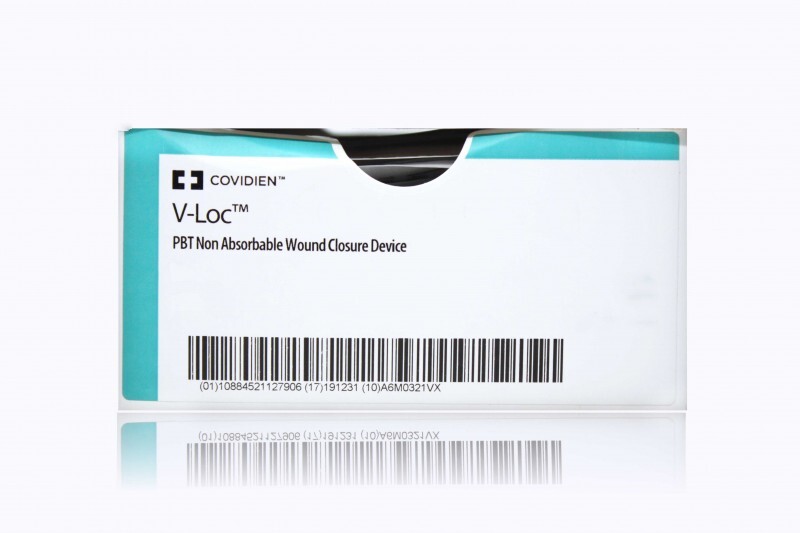 COVIDIEN™
V-Loc™
PBT Non Absorbable Wound Closure Device
(01)10884521127906 (17)191231 (10)A6M0321VX